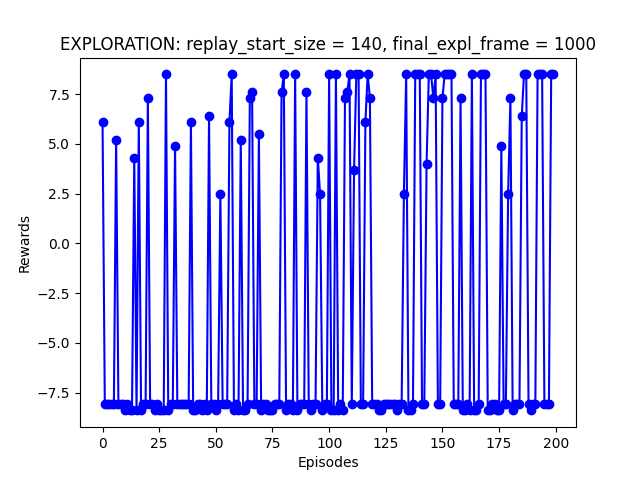 EXPLORATION: replay_start_size = 140, final_expl_frame = 1000
7.5
5.0
2.5
0.0
−2.5
−5.0
−7.5
Rewards
0 25 50 75 100 125 150 175 200
Episodes